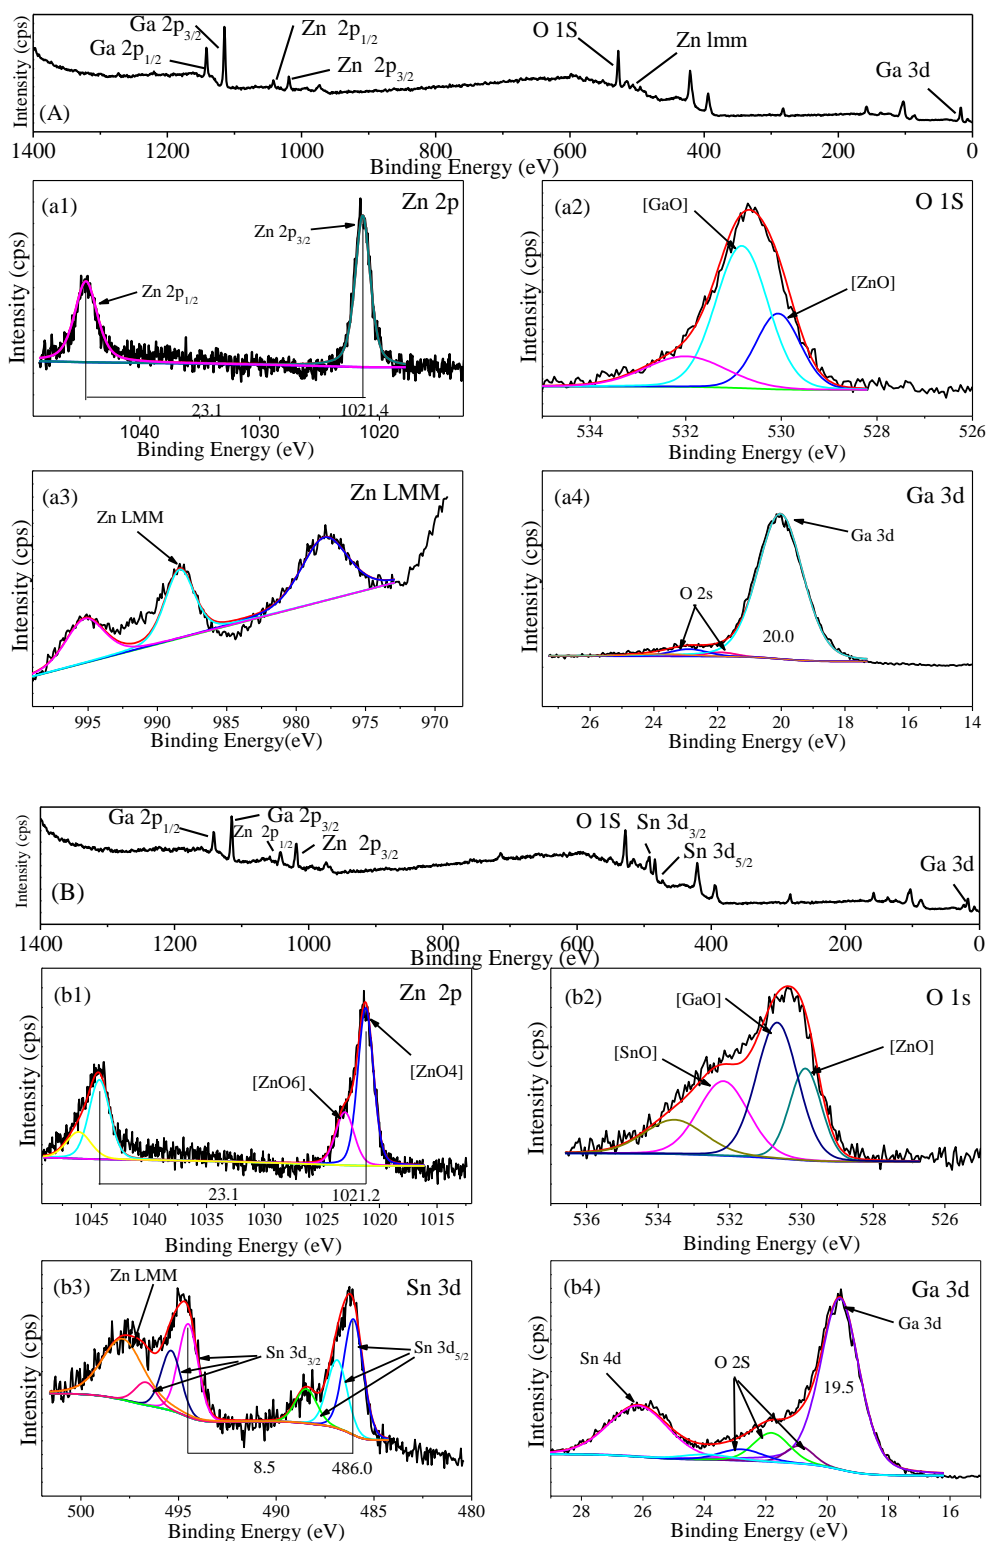 Intensity (cps)
Ga 2p3/2
Ga 2p1/2
Zn 2p1/2
Zn 2p3/2
O 1S
Zn lmm
Ga 3d
(A)
1400 1200 1000 800 600 400 200 0
Binding Energy (eV)
Intensity (cps)
(a1)
Zn 2p
Zn 2p3/2
Zn 2p1/2
23.1
1021.4
1040 1030 1020
Binding Energy (eV)
Intensity (cps)
(a2)
O 1S
[GaO]
[ZnO]
534 532 530 528 526
Binding Energy (eV)
Intensity (cps)
(a3)
Zn LMM
Zn LMM
995 990 985 980 975 970
Binding Energy(eV)
Intensity (cps)
(a4)
Ga 3d
Ga 3d
O 2s
20.0
26 24 22 20 18 16 14
Binding Energy (eV)
Intensity (cps)
Ga 2p1/2
Ga 2p3/2
Zn 2p1/2
Zn 2p3/2
O 1S
Sn 3d3/2
Sn 3d5/2
Ga 3d
(B)
1400 1200 1000 800 600 400 200 0
Binding Energy (eV)
Intensity (cps)
(b1)
Zn 2p
[ZnO6]
[ZnO4]
23.1
1021.2
1045 1040 1035 1030 1025 1020 1015
Binding Energy (eV)
Intensity (cps)
(b2)
O 1s
[GaO]
[SnO]
[ZnO]
536 534 532 530 528 526
Binding Energy (eV)
Intensity (cps)
(b3)
Zn LMM
Sn 3d
Sn 3d3/2
Sn 3d5/2
8.5
486.0
500 495 490 485 480
Binding Energy (eV)
Intensity (cps)
(b4)
Ga 3d
Ga 3d
Sn 4d
O 2S
19.5
28 26 24 22 20 18 16
Binding Energy (eV)